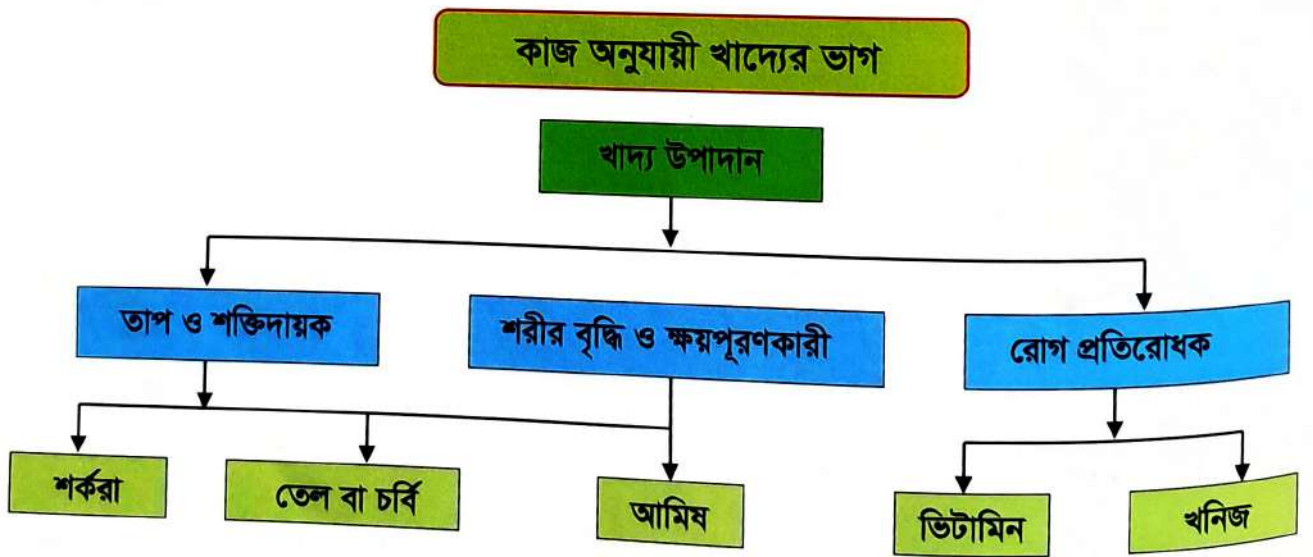 কাজ অনুযায়ী খাদ্যের ভাগ
খাদ্য উপাদান
তাপ ও শক্তিদায়ক
শরীর বৃদ্ধি ও ক্ষয়পূরণকারী
রোগ প্রতিরোধক
শর্করা
তেল বা চর্বি
আমিষ
ভিটামিন
খনিজ